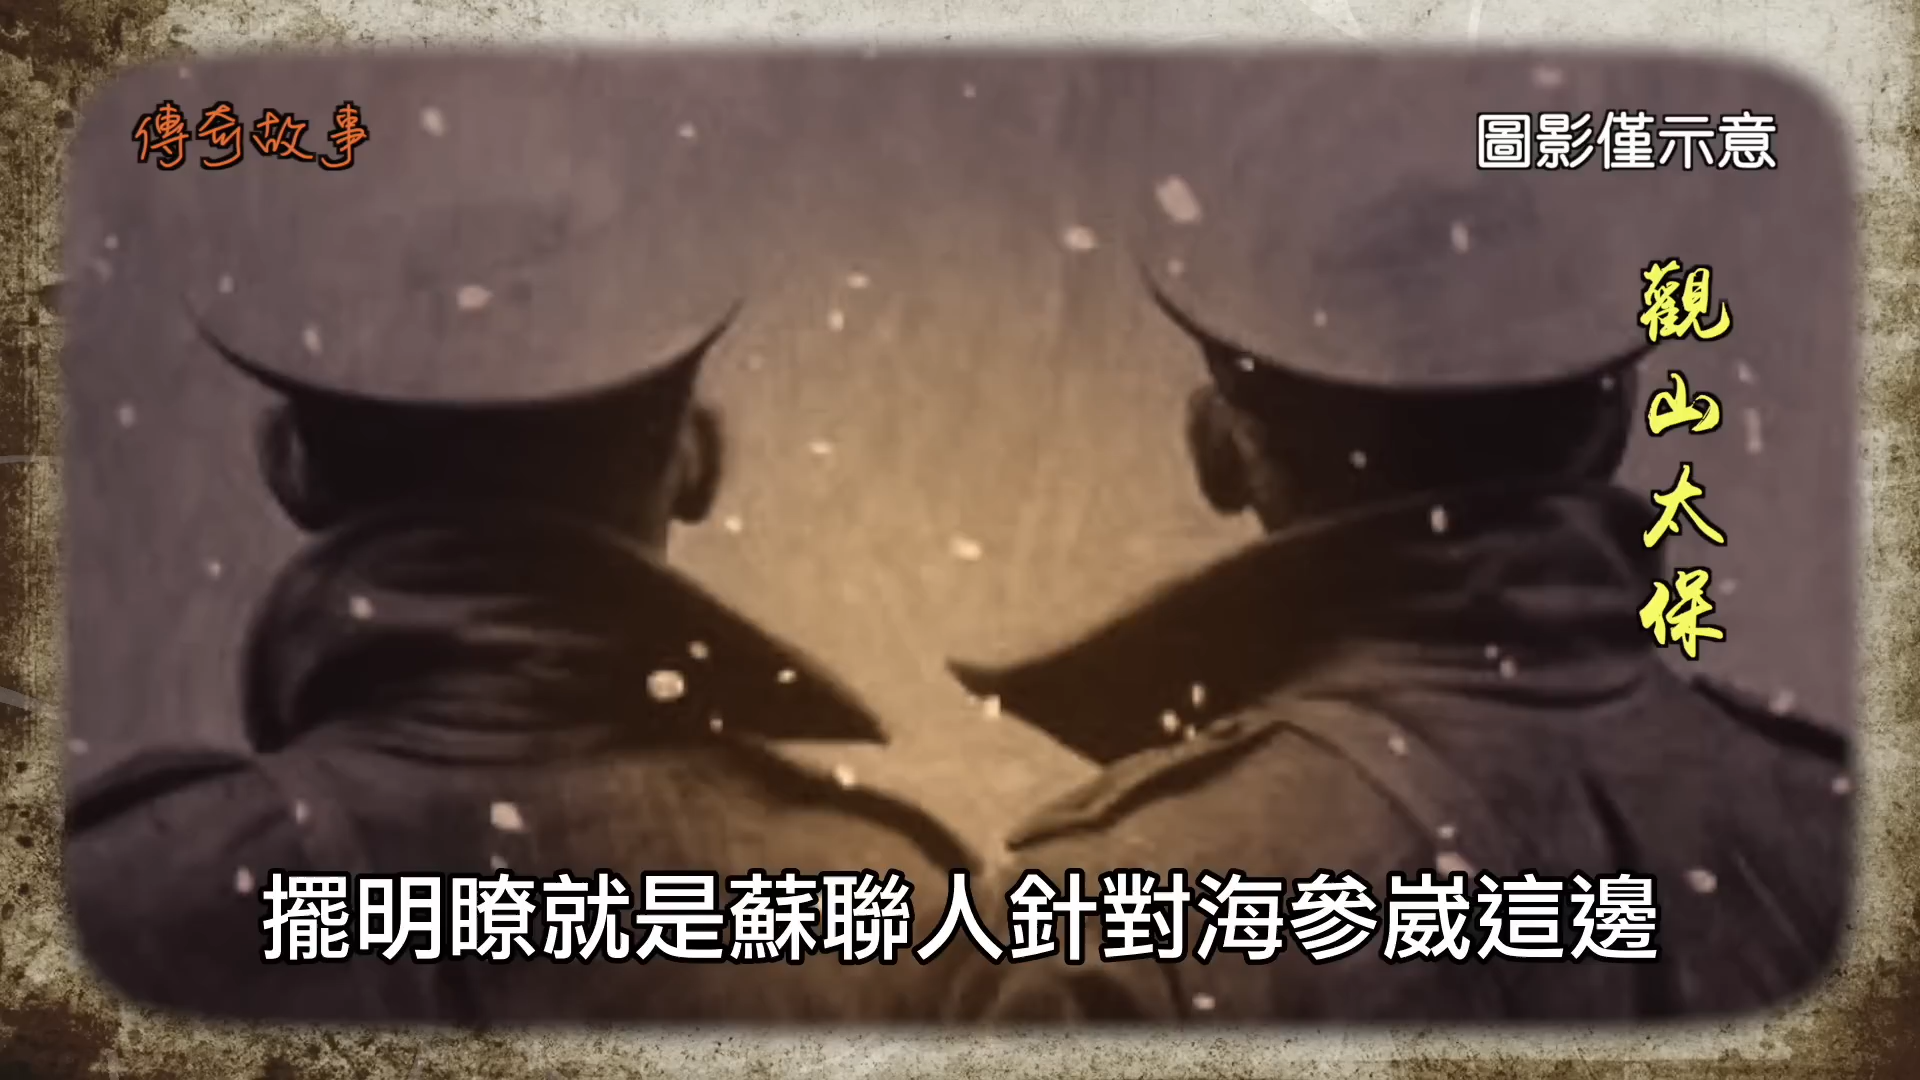 傳奇故事
圖影僅示意
觀山太保
擺明瞭就是蘇聯人針對海參崴這邊